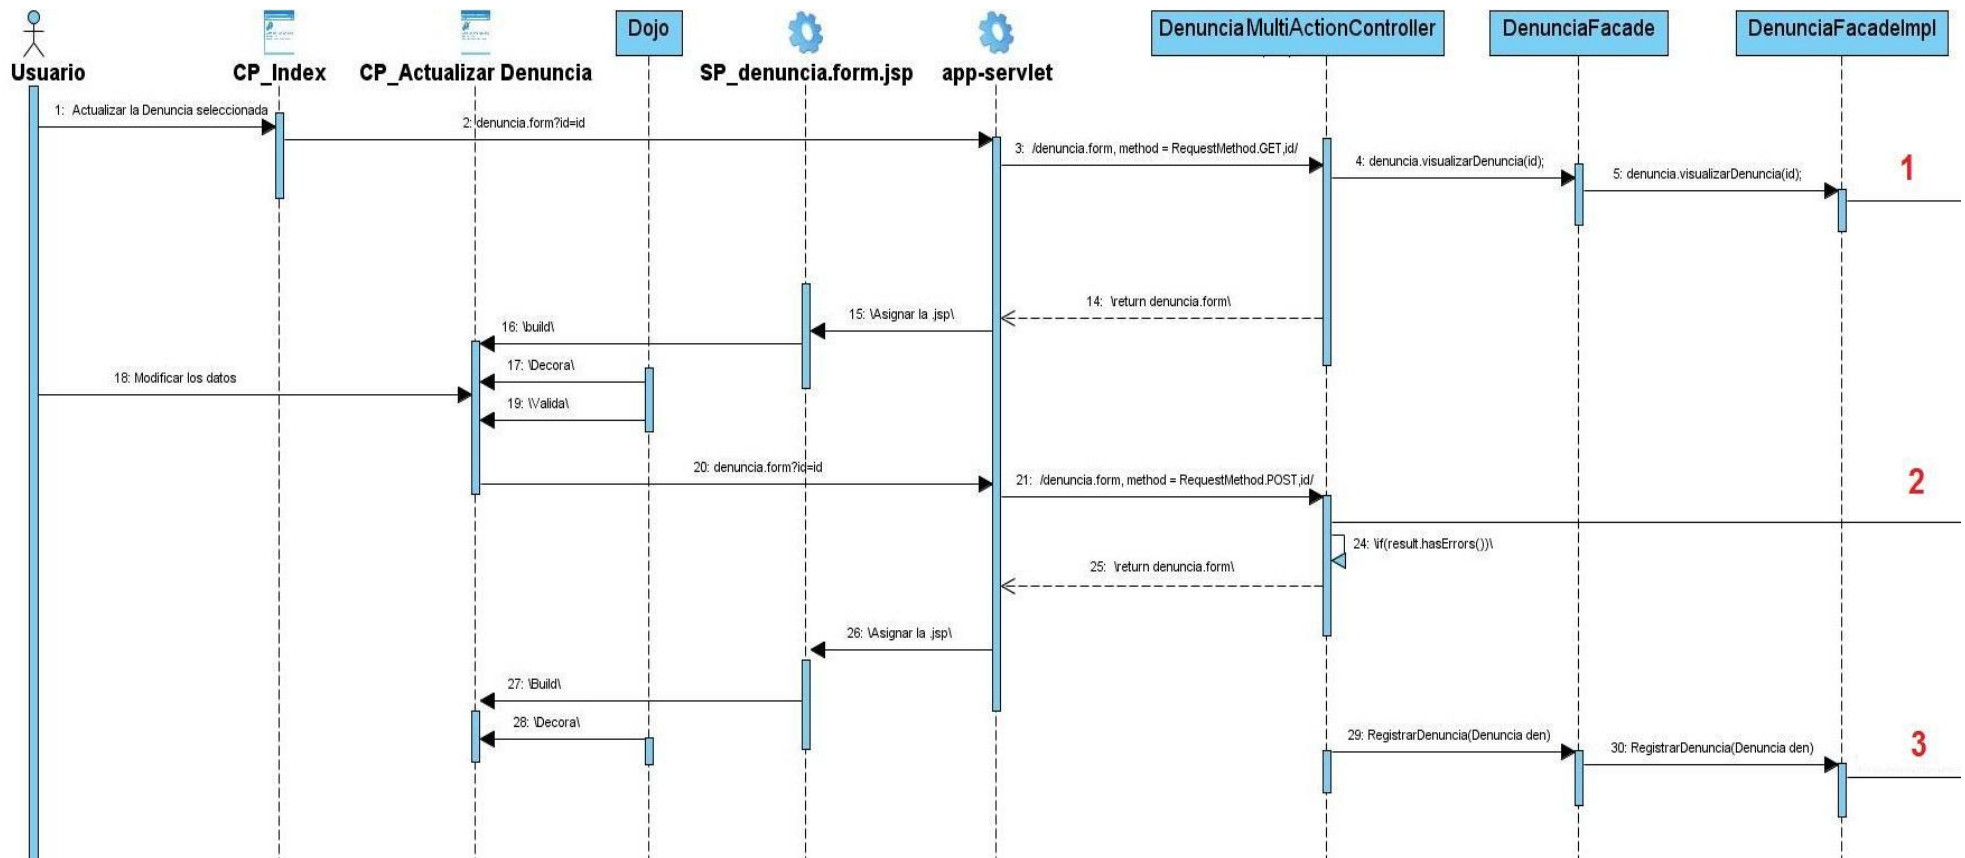 Usuario
CP_Index
CP_Actualizar Denuncia
Dojo
SP_denuncia.form.jsp
app-servlet
DenunciaMultiActionController
DenunciaFacade
DenunciaFacadeImpl
1: Actualizar la Denuncia seleccionada
2: denuncia.form?id=id
3: /denuncia.form, method = RequestMethod.GET,id/
4: denuncia.visualizarDenuncia(id);
5: denuncia.visualizarDenuncia(id);
1
14: \return denuncia.form\
15: \Asignar la .jsp\
16: \build\
17: \Decora\
18: Modificar los datos
19: \Valida\
20: denuncia.form?id=id
21: /denuncia.form, method = RequestMethod.POST,id/
2
24: \if(result.hasErrors())\
25: \return denuncia.form\
26: \Asignar la .jsp\
27: \Build\
28: \Decora\
29: RegistrarDenuncia(Denuncia den)
30: RegistrarDenuncia(Denuncia den)
3